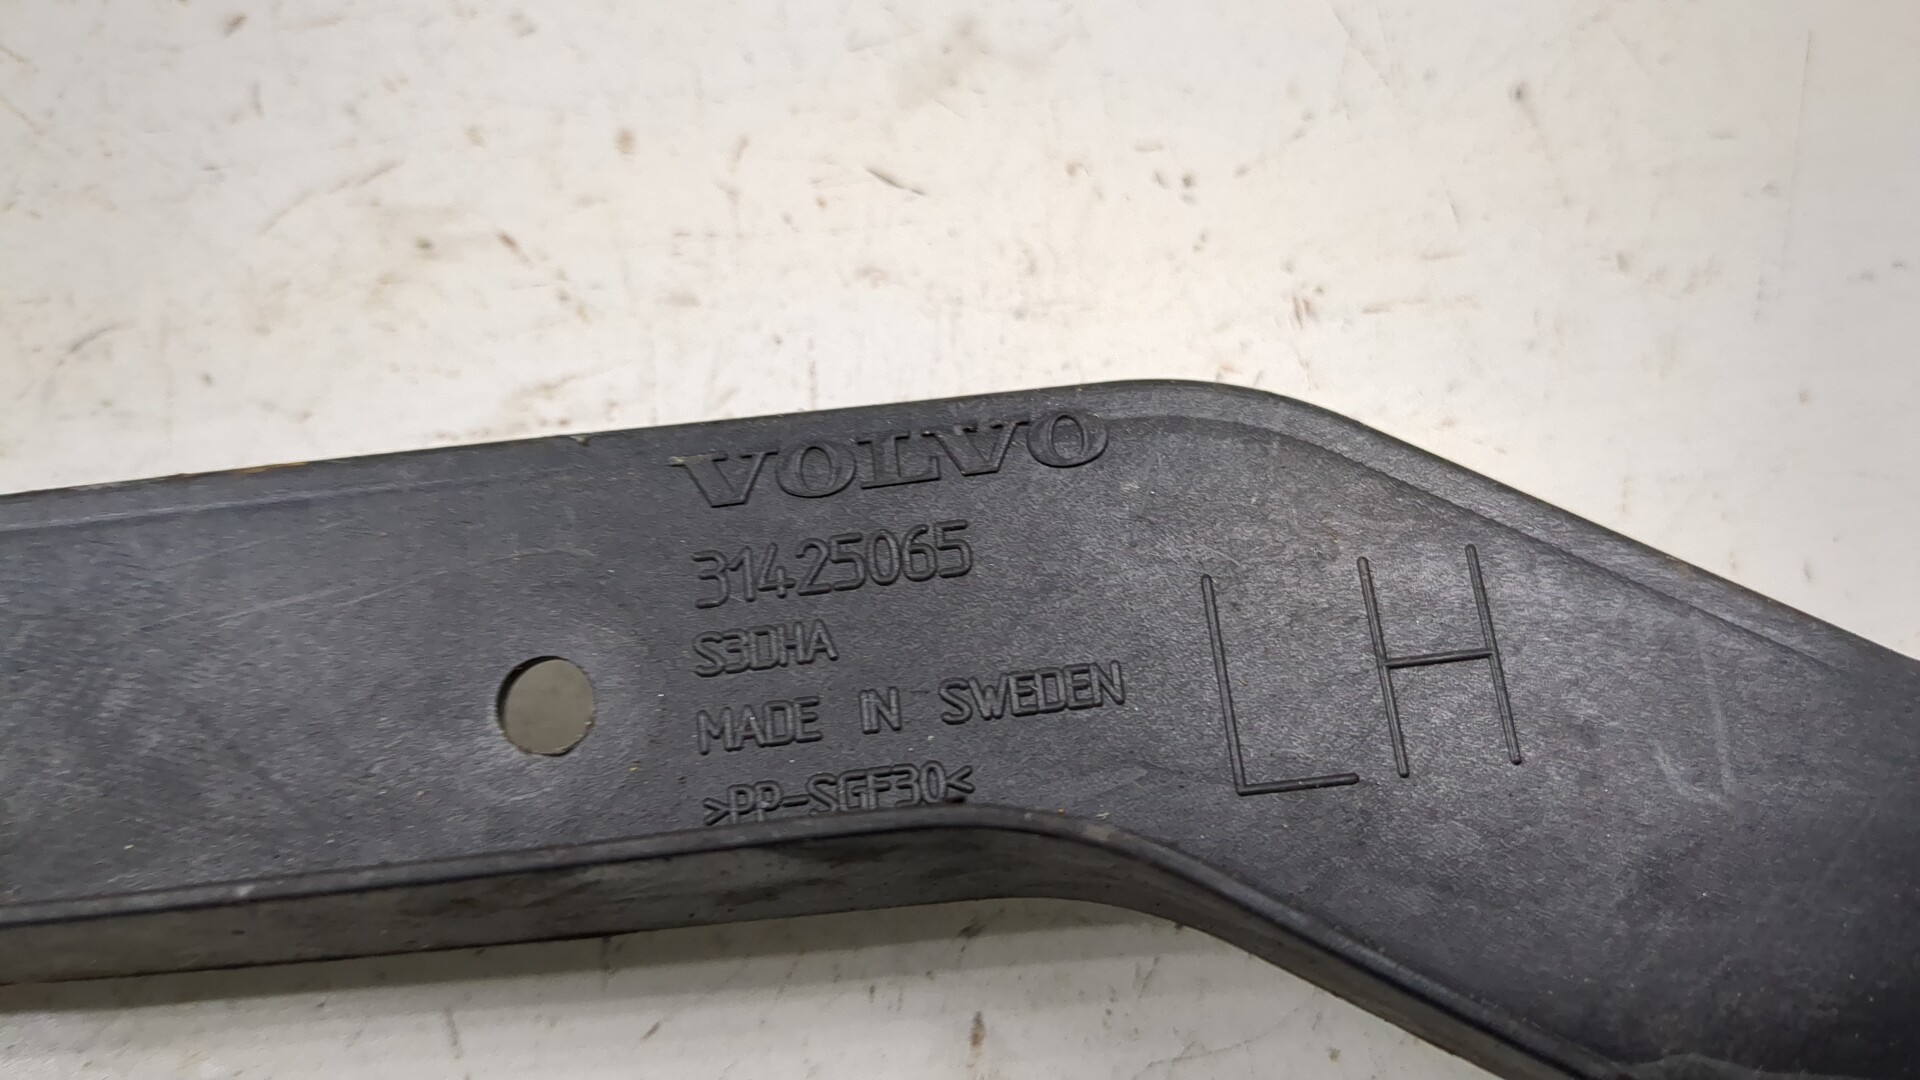 VOLVO
31425065
S3DHA
MADE IN SWEDEN
>PP-SGF30<
LH